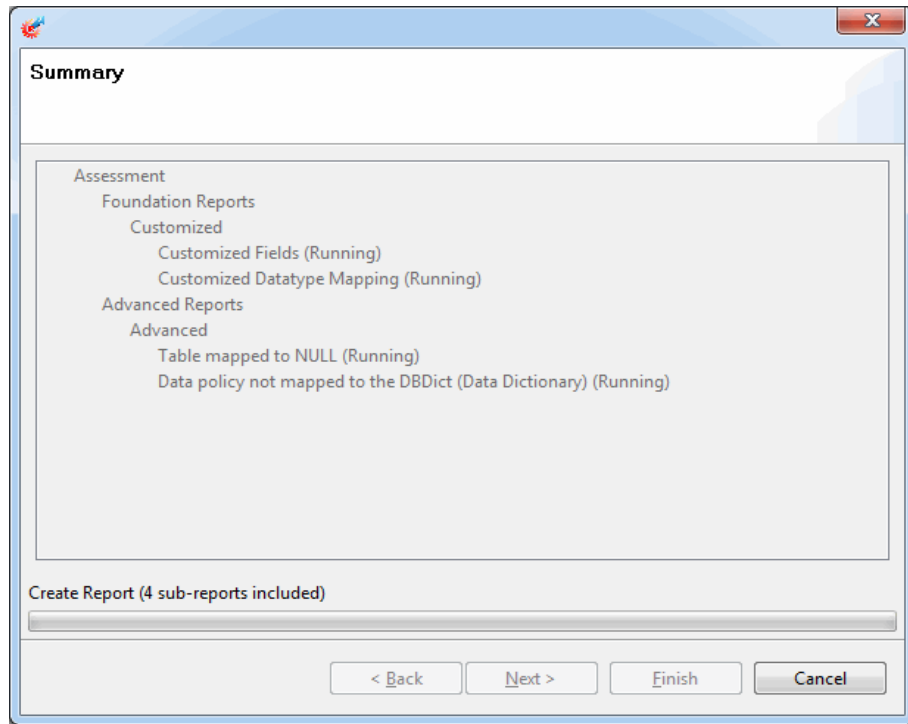 Summary
Assessment
Foundation Reports
Customized
Customized Fields (Running)
Customized Datatype Mapping (Running)
Advanced Reports
Advanced
Table mapped to NULL (Running)
Data policy not mapped to the DBDict (Data Dictionary) (Running)
Create Report (4 sub-reports included)
< Back Next > Finish Cancel